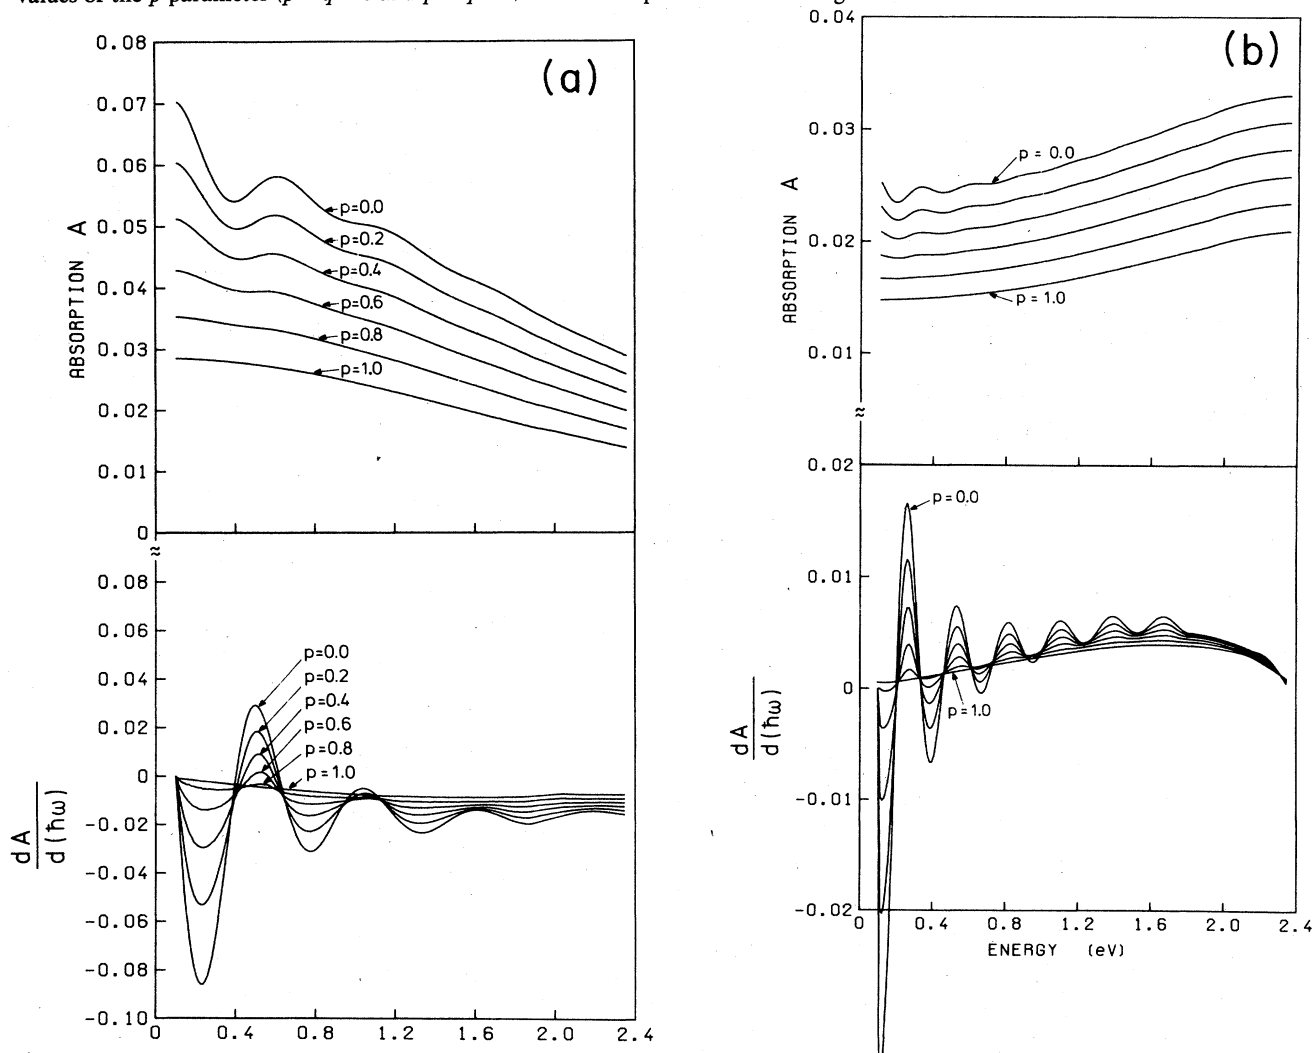 values of the p parameter
(a)
0.08
0.07
0.06
0.05
0.04
0.03
0.02
0.01
0
ABSORPTION A
p=0.0
p=0.2
p=0.4
p=0.6
p=0.8
p=1.0
≈
0.08
0.06
0.04
0.02
0
-0.02
-0.04
-0.06
-0.08
-0.10
dA
d(ħω)
p=0.0
p=0.2
p=0.4
p=0.6
p=0.8
p=1.0
0 0.4 0.8 1.2 1.6 2.0 2.4
(b)
0.04
0.03
0.02
0.01
ABSORPTION A
p=0.0
p=1.0
≈
0.02
0.01
0
-0.01
-0.02
dA
d(ħω)
p=0.0
p=1.0
0 0.4 0.8 1.2 1.6 2.0 2.4
ENERGY (eV)